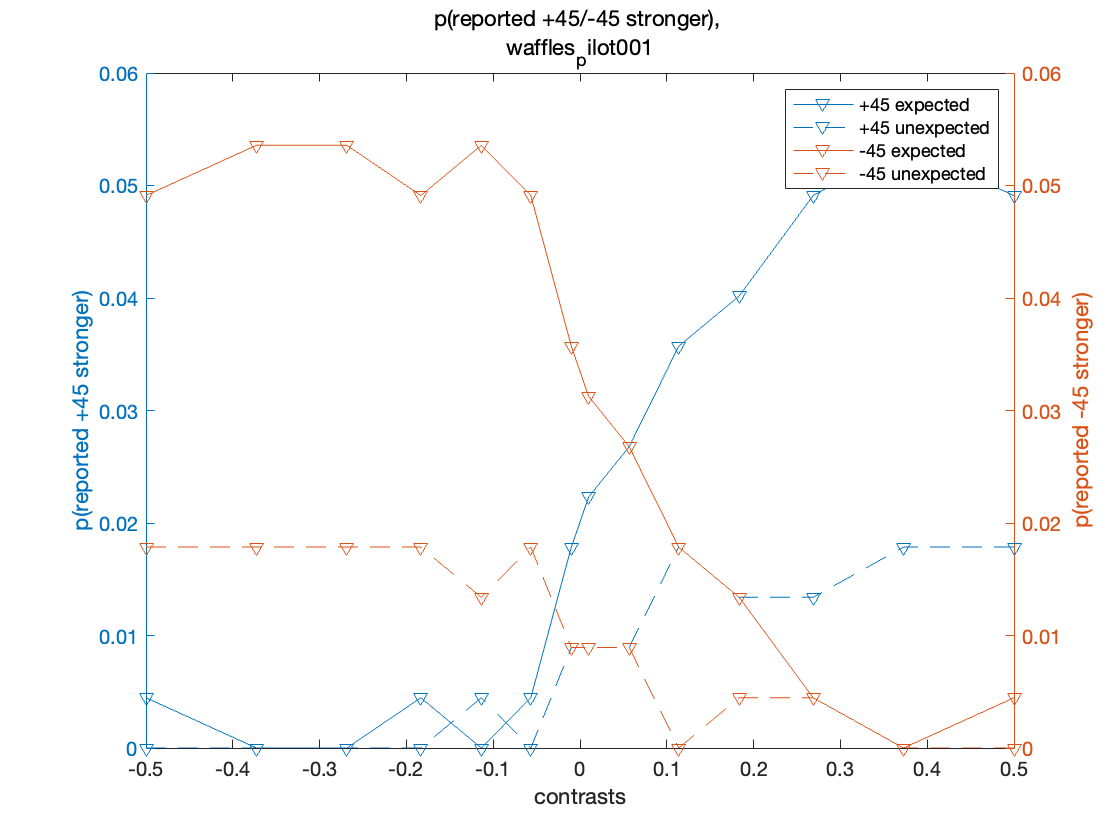 p(reported +45/-45 stronger),
waffles_pilot001
+45 expected
+45 unexpected
-45 expected
-45 unexpected
0.06
0.05
0.04
0.03
0.02
0.01
0
p(reported +45 stronger)
0.06
0.05
0.04
0.03
0.02
0.01
0
p(reported -45 stronger)
-0.5 -0.4 -0.3 -0.2 -0.1 0 0.1 0.2 0.3 0.4 0.5
contrasts